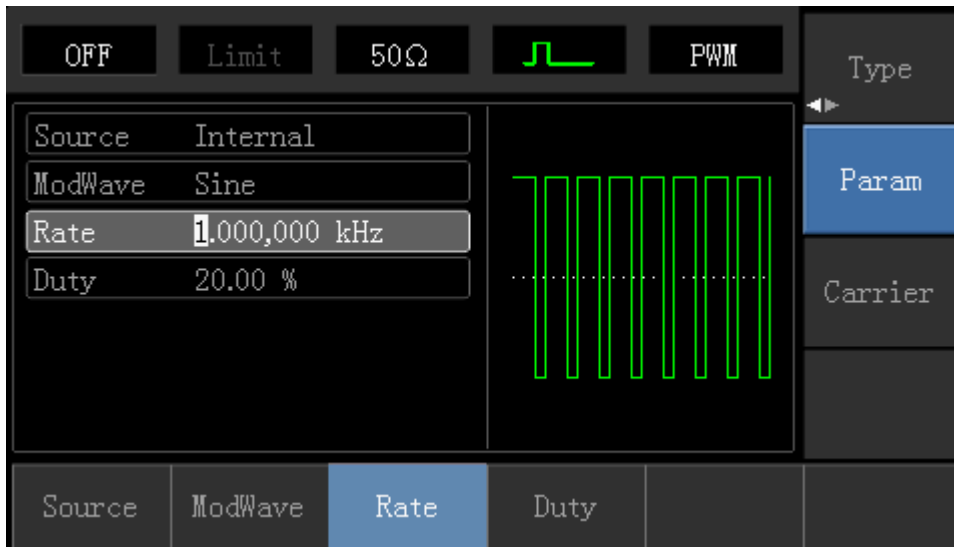 OFF Limit 50Ω PWM
Type
Source Internal
ModWave Sine
Rate 1.000,000 kHz
Duty 20.00 %
Param
Carrier
Source ModWave Rate Duty